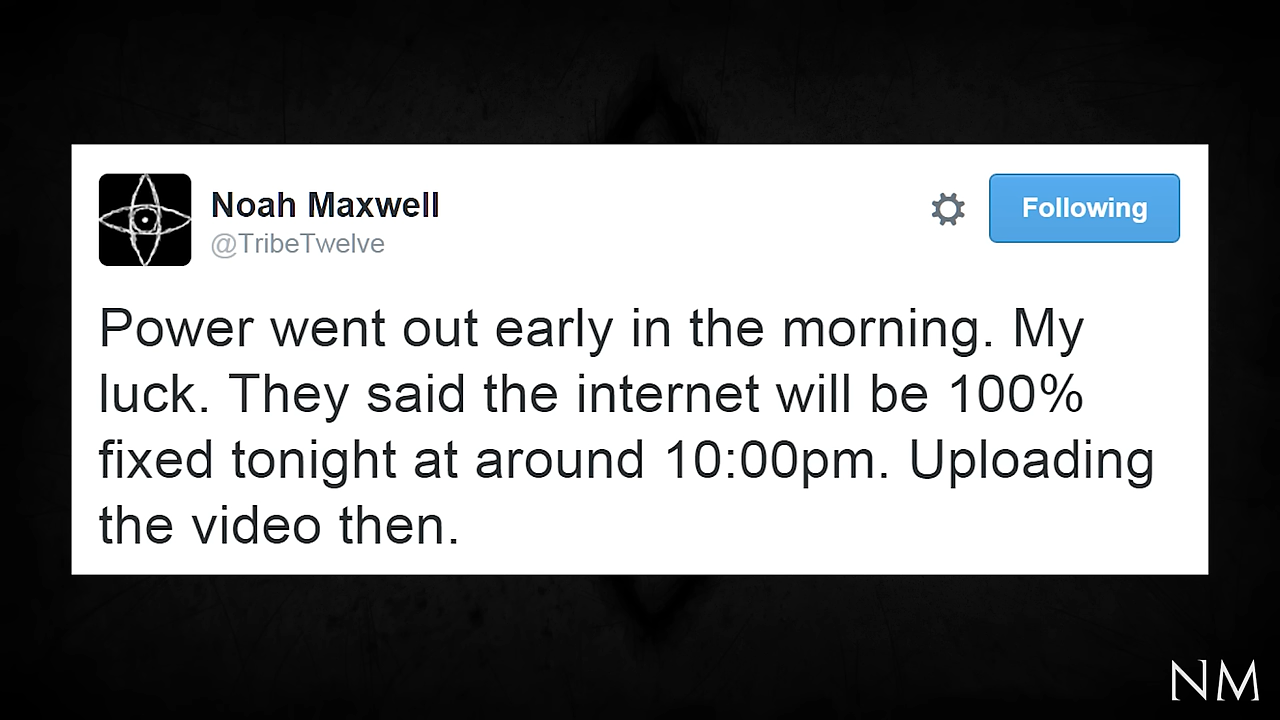 Noah Maxwell
@TribeTwelve
Following
Power went out early in the morning. My
luck. They said the internet will be 100%
fixed tonight at around 10:00pm. Uploading
the video then.
NM